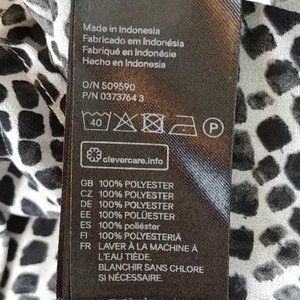 Made in Indonesia
Fabricado em Indonésia
Fabriqué en Indonésie
Hecho en Indonesia
O/N 509590
P/N 0373764 3
40 P
clevercare.info
GB 100% POLYESTER
CZ 100% POLYESTER
DE 100% POLYESTER
EE 100% POLÜESTER
ES 100% poliéster
FI 100% POLYESTERIÄ
FR LAVER À LA MACHINE À
L'EAU TIÈDE.
BLANCHIR SANS CHLORE
SI NÉCESSAIRE.